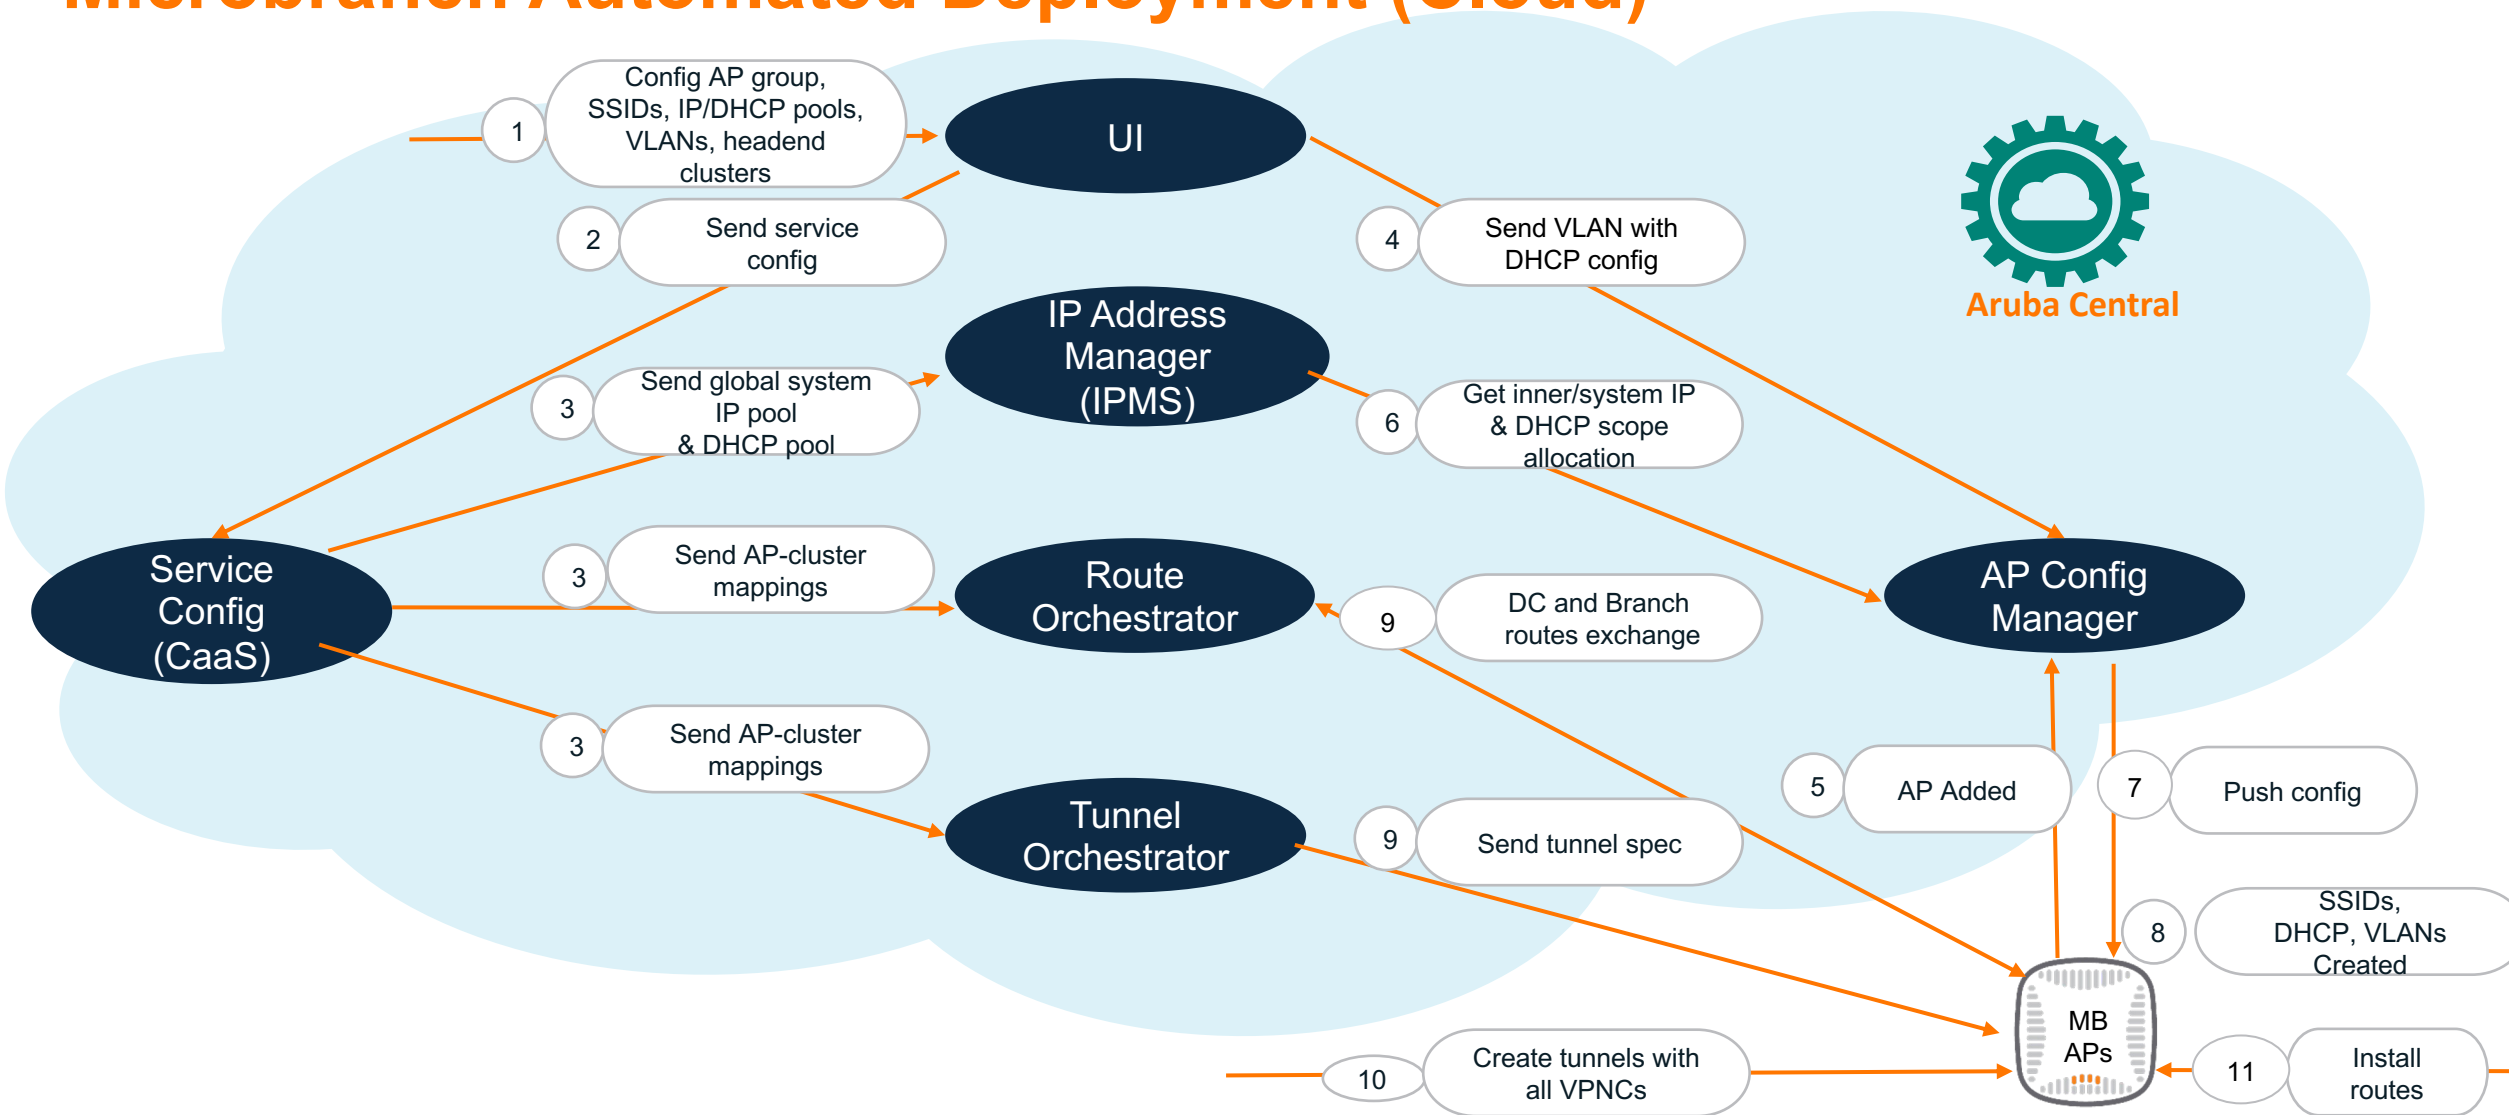 Microbranch Automated Deployment (Cloud)
1
Config AP group,
SSIDs, IP/DHCP pools,
VLANs, headend
clusters
UI
2
Send service
config
4
Send VLAN with
DHCP config
Aruba Central
IP Address
Manager
(IPMS)
3
Send global system
IP pool
& DHCP pool
6
Get inner/system IP
& DHCP scope
allocation
Service
Config
(CaaS)
3
Send AP-cluster
mappings
Route
Orchestrator
9
DC and Branch
routes exchange
AP Config
Manager
3
Send AP-cluster
mappings
Tunnel
Orchestrator
9
Send tunnel spec
5
AP Added
7
Push config
8
SSIDs,
DHCP, VLANs
Created
MB
APs
10
Create tunnels with
all VPNCs
11
Install
routes